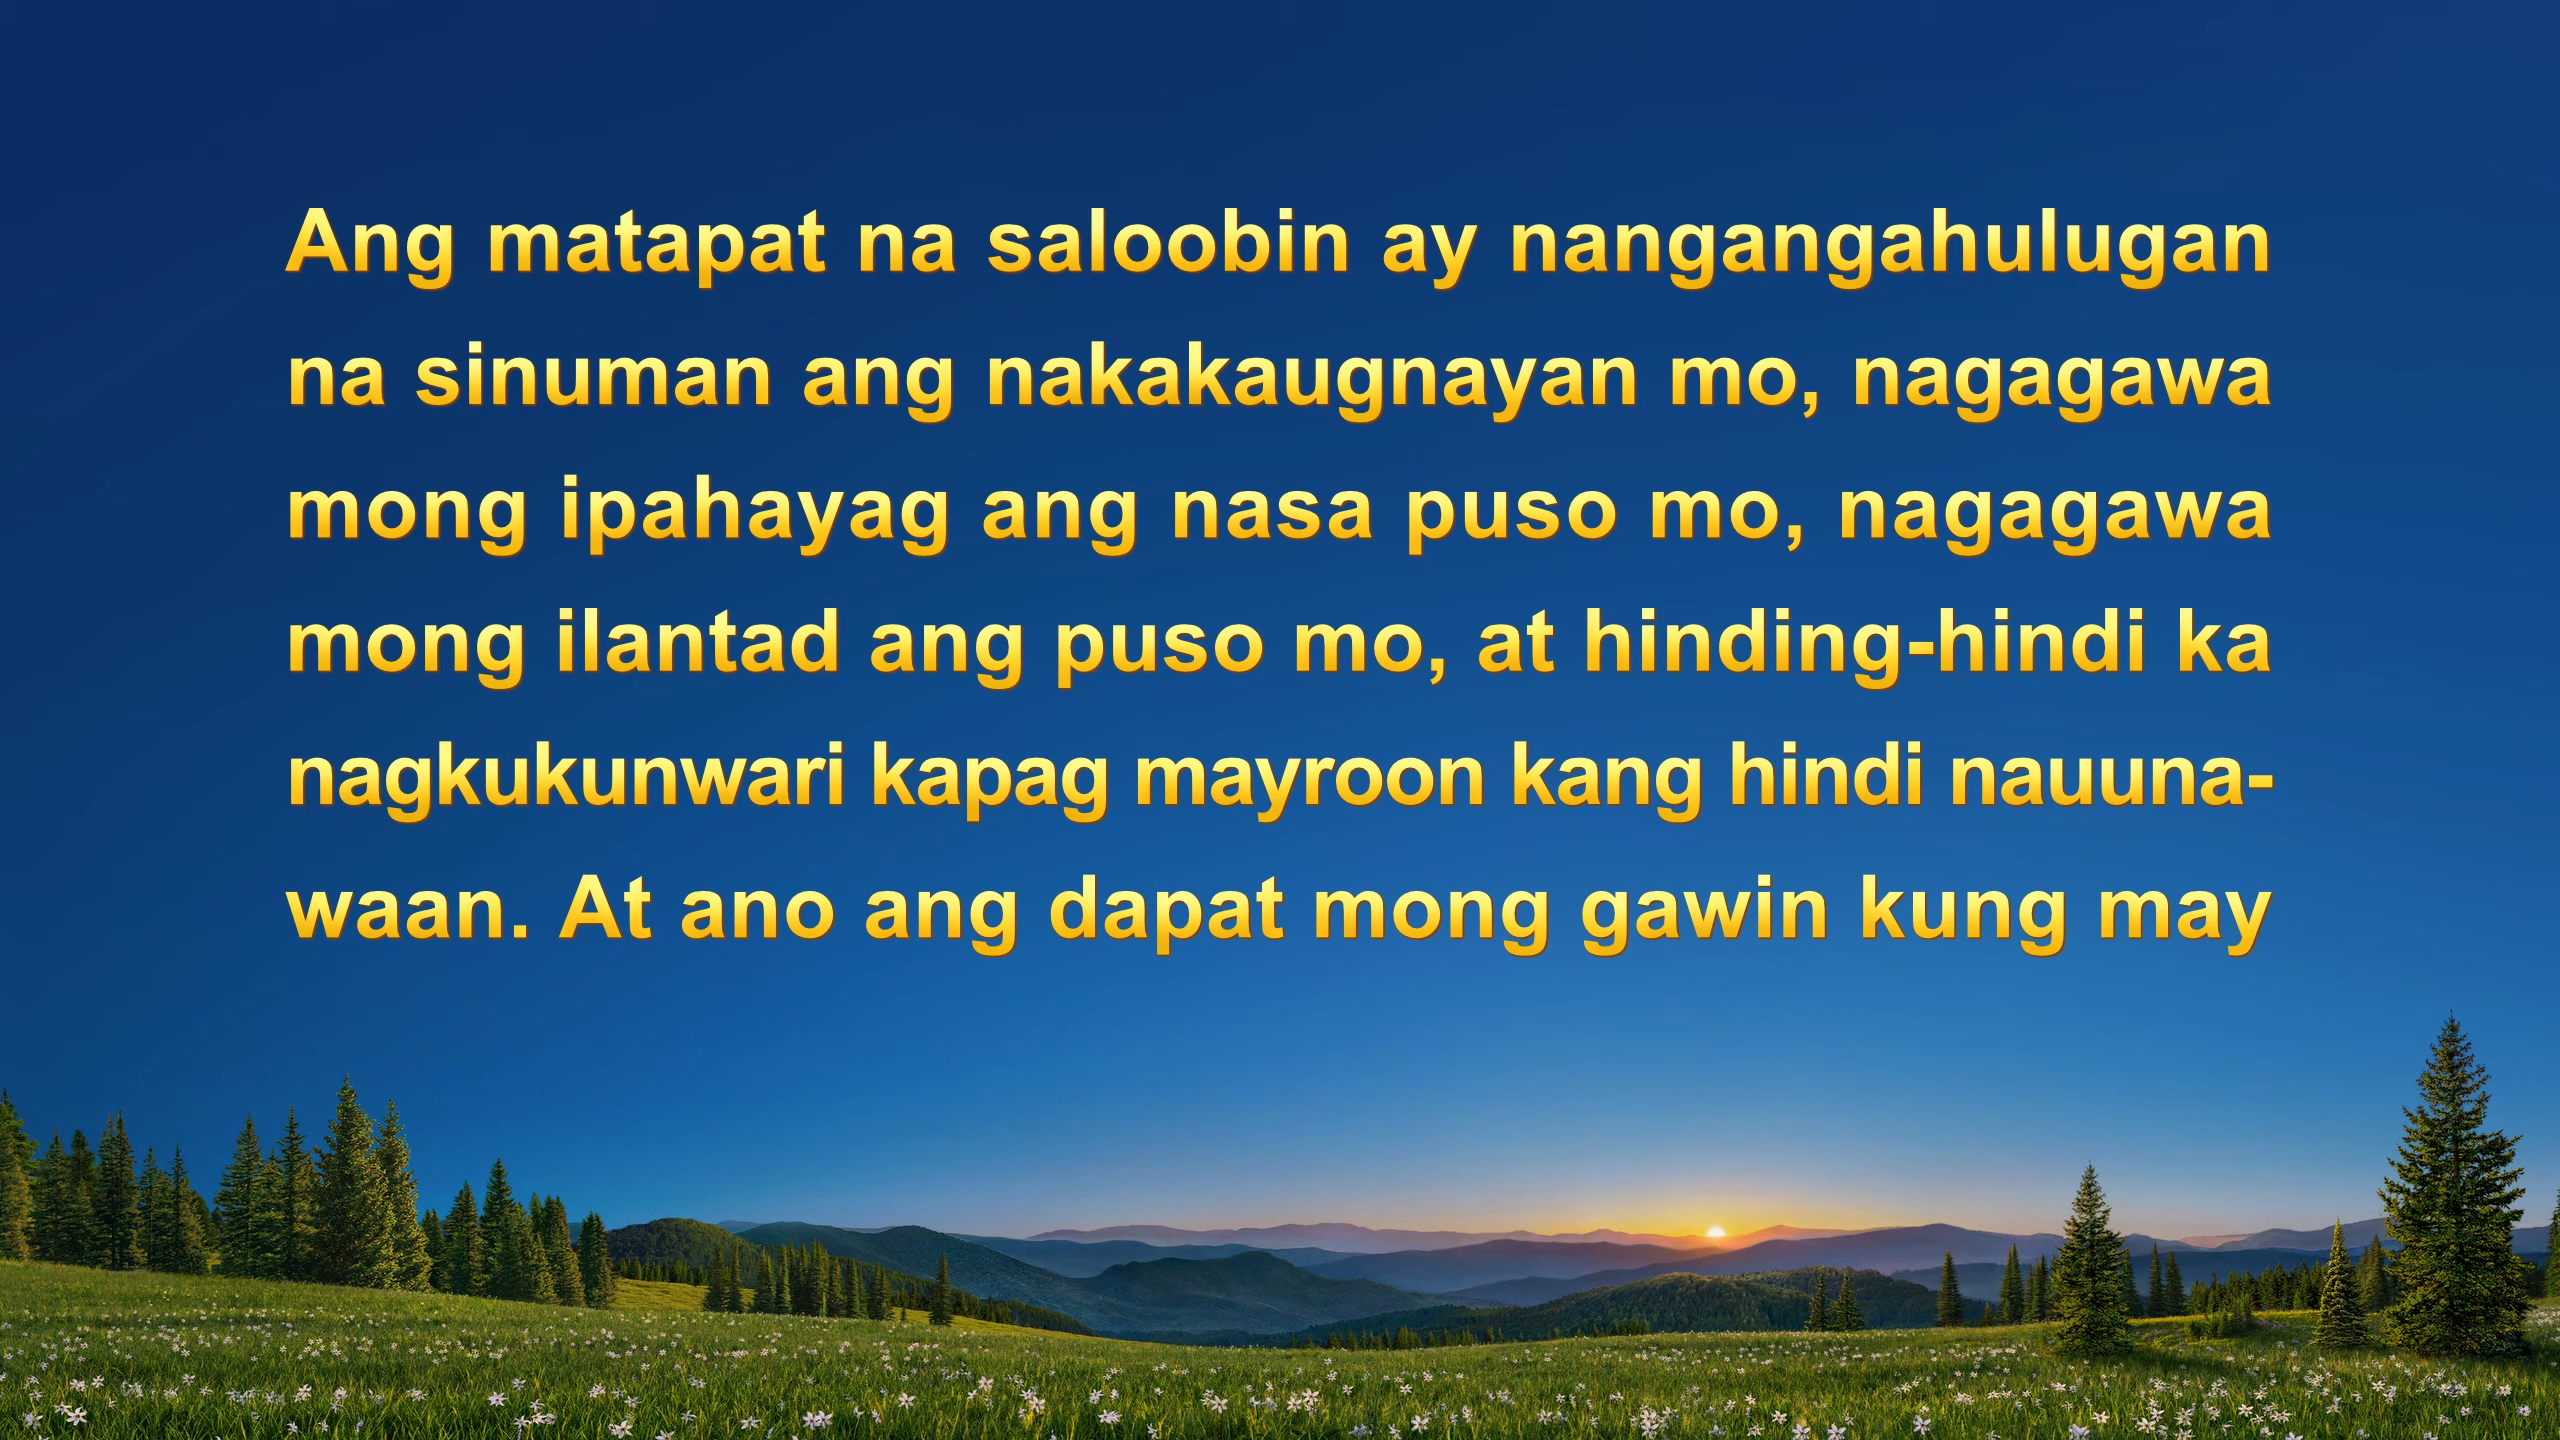 Ang matapat na saloobin ay nangangahulugan
na sinuman ang nakakaugnayan mo, nagagawa
mong ipahayag ang nasa puso mo, nagagawa
mong ilantad ang puso mo, at hinding-hindi ka
nagkukunwari kapag mayroon kang hindi nauuna-
waan. At ano ang dapat mong gawin kung may